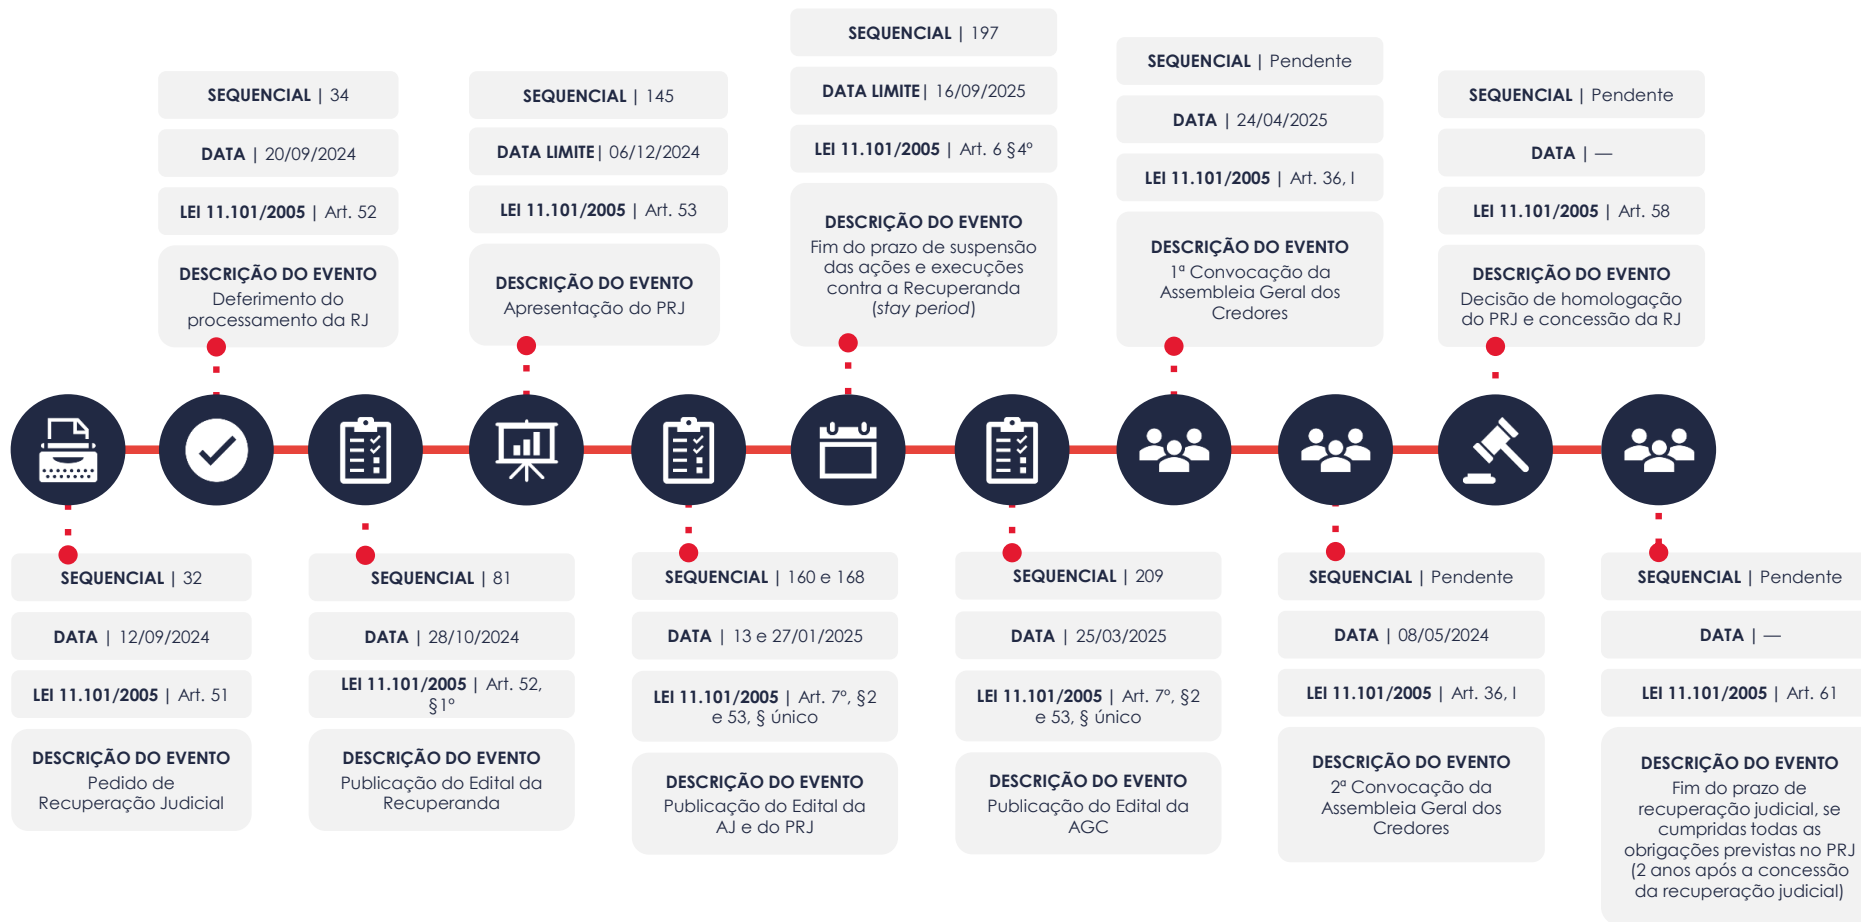 SEQUENCIAL | 32
DATA | 12/09/2024
LEI 11.101/2005 | Art. 51
DESCRIÇÃO DO EVENTO
Pedido de
Recuperação Judicial
SEQUENCIAL | 34
DATA | 20/09/2024
LEI 11.101/2005 | Art. 52
DESCRIÇÃO DO EVENTO
Deferimento do
processamento da RJ
SEQUENCIAL | 81
DATA | 28/10/2024
LEI 11.101/2005 | Art. 52,
§1º
DESCRIÇÃO DO EVENTO
Publicação do Edital da
Recuperanda
SEQUENCIAL | 145
DATA LIMITE| 06/12/2024
LEI 11.101/2005 | Art. 53
DESCRIÇÃO DO EVENTO
Apresentação do PRJ
SEQUENCIAL | 160 e 168
DATA | 13 e 27/01/2025
LEI 11.101/2005 | Art. 7º, §2
e 53, § único
DESCRIÇÃO DO EVENTO
Publicação do Edital da
AJ e do PRJ
SEQUENCIAL | 197
DATA LIMITE| 16/09/2025
LEI 11.101/2005 | Art. 6 §4º
DESCRIÇÃO DO EVENTO
Fim do prazo de suspensão
das ações e execuções
contra a Recuperanda
(stay period)
SEQUENCIAL | 209
DATA | 25/03/2025
LEI 11.101/2005 | Art. 7º, §2
e 53, § único
DESCRIÇÃO DO EVENTO
Publicação do Edital da
AGC
SEQUENCIAL | Pendente
DATA | 24/04/2025
LEI 11.101/2005 | Art. 36, I
DESCRIÇÃO DO EVENTO
1ª Convocação da
Assembleia Geral dos
Credores
SEQUENCIAL | Pendente
DATA | 08/05/2024
LEI 11.101/2005 | Art. 36, I
DESCRIÇÃO DO EVENTO
2ª Convocação da
Assembleia Geral dos
Credores
SEQUENCIAL | Pendente
DATA | —
LEI 11.101/2005 | Art. 58
DESCRIÇÃO DO EVENTO
Decisão de homologação
do PRJ e concessão da RJ
SEQUENCIAL | Pendente
DATA | —
LEI 11.101/2005 | Art. 61
DESCRIÇÃO DO EVENTO
Fim do prazo de
recuperação judicial, se
cumpridas todas as
obrigações previstas no PRJ
(2 anos após a concessão
da recuperação judicial)